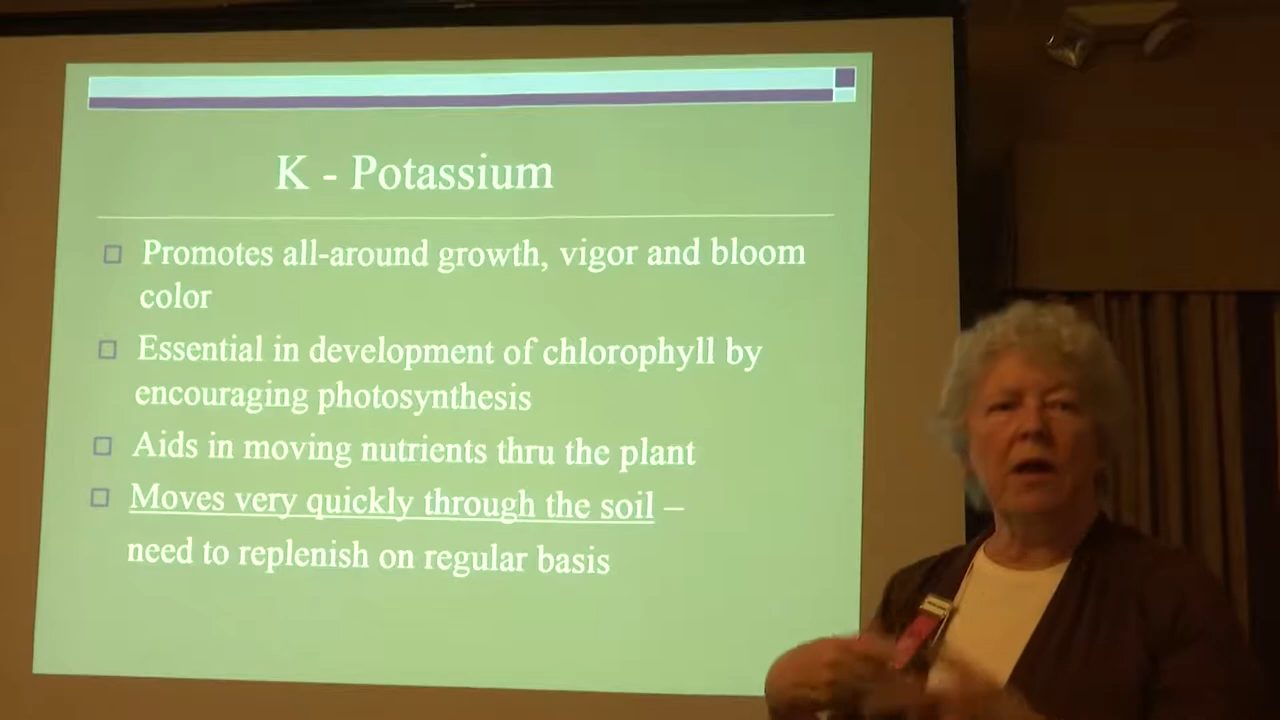 K - Potassium
Promotes all-around growth, vigor and bloom
color
Essential in development of chlorophyll by
encouraging photosynthesis
Aids in moving nutrients thru the plant
Moves very quickly through the soil –
need to replenish on regular basis